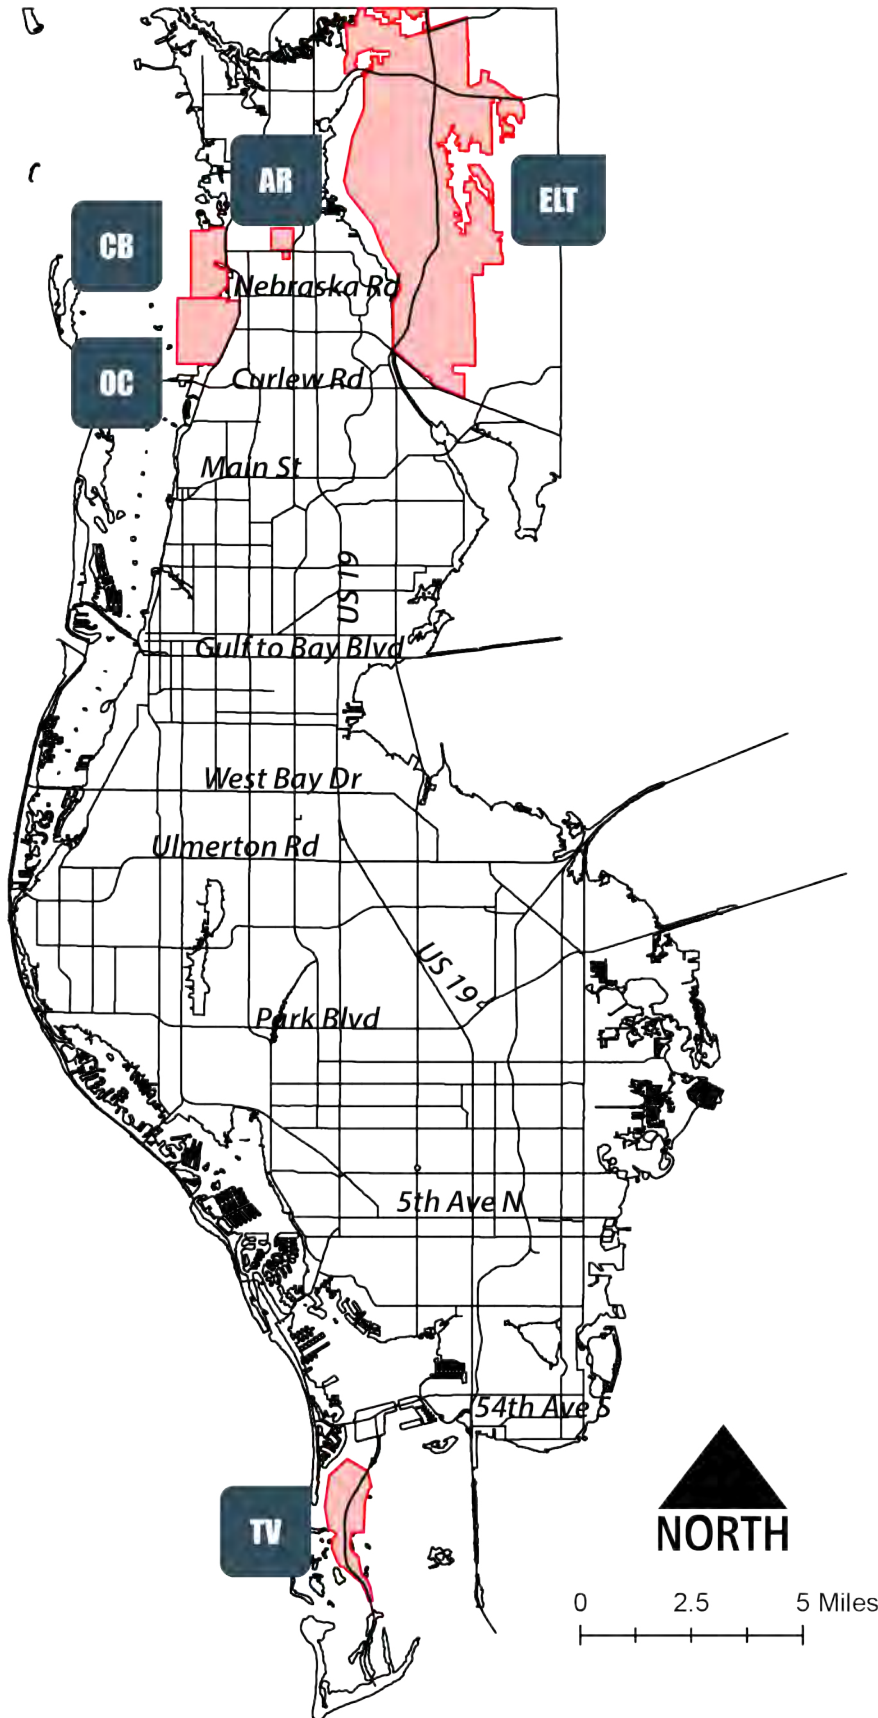 AR
ELT
CB
Nebraska Rd
OC
Curlew Rd
Main St
US 19
Gulf to Bay Blvd
West Bay Dr
Ulmerton Rd
US 19
Park Blvd
5th Ave N
54th Ave S
TV
NORTH
0 2.5 5 Miles